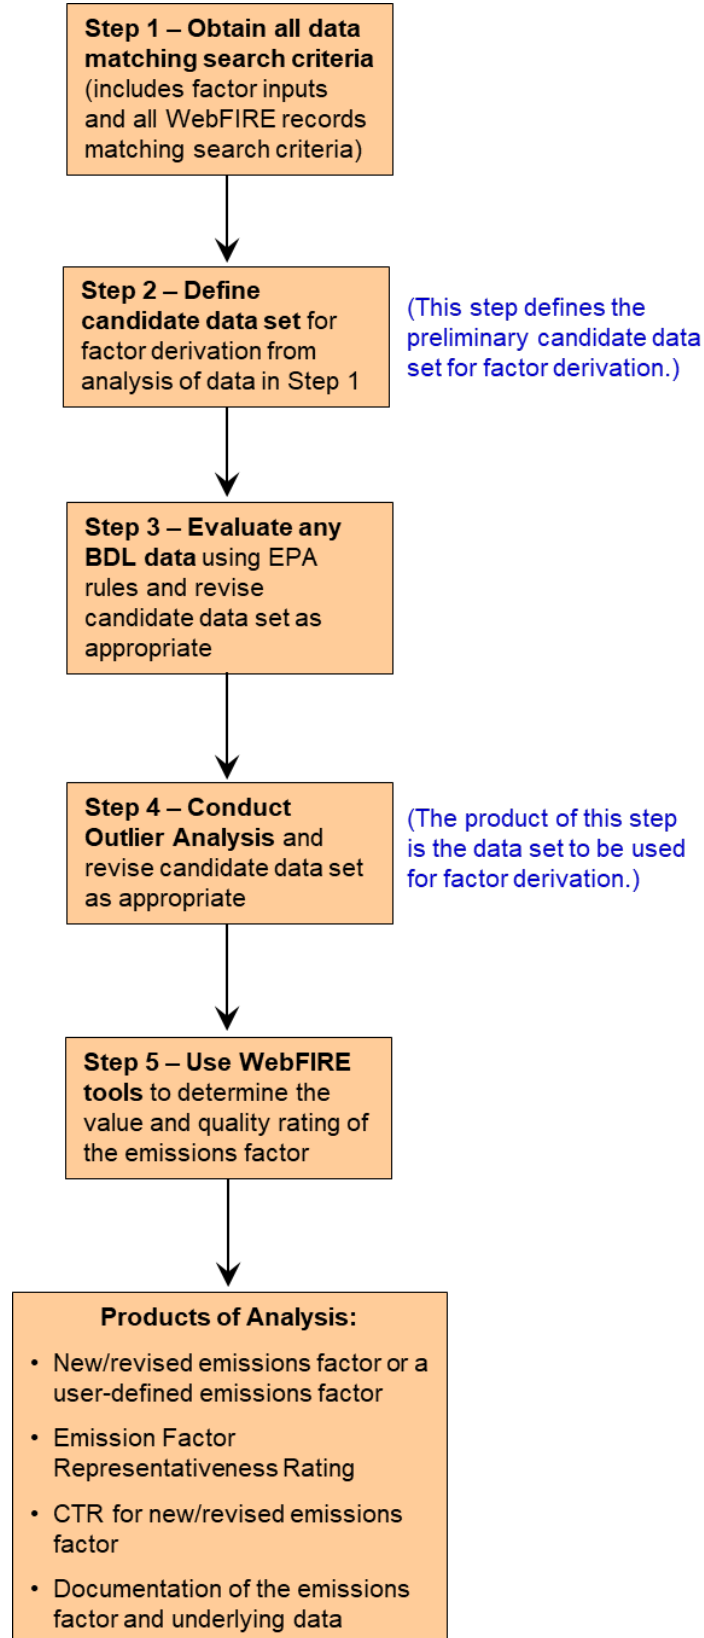 Step 1 – Obtain all data
matching search criteria
(includes factor inputs
and all WebFIRE records
matching search criteria)
Step 2 – Define
candidate data set for
factor derivation from
analysis of data in Step 1
(This step defines the
preliminary candidate data
set for factor derivation.)
Step 3 – Evaluate any
BDL data using EPA
rules and revise
candidate data set as
appropriate
Step 4 – Conduct
Outlier Analysis and
revise candidate data set
as appropriate
(The product of this step
is the data set to be used
for factor derivation.)
Step 5 – Use WebFIRE
tools to determine the
value and quality rating of
the emissions factor
Products of Analysis:
• New/revised emissions factor or a
user-defined emissions factor
• Emission Factor
Representativeness Rating
• CTR for new/revised emissions
factor
• Documentation of the emissions
factor and underlying data